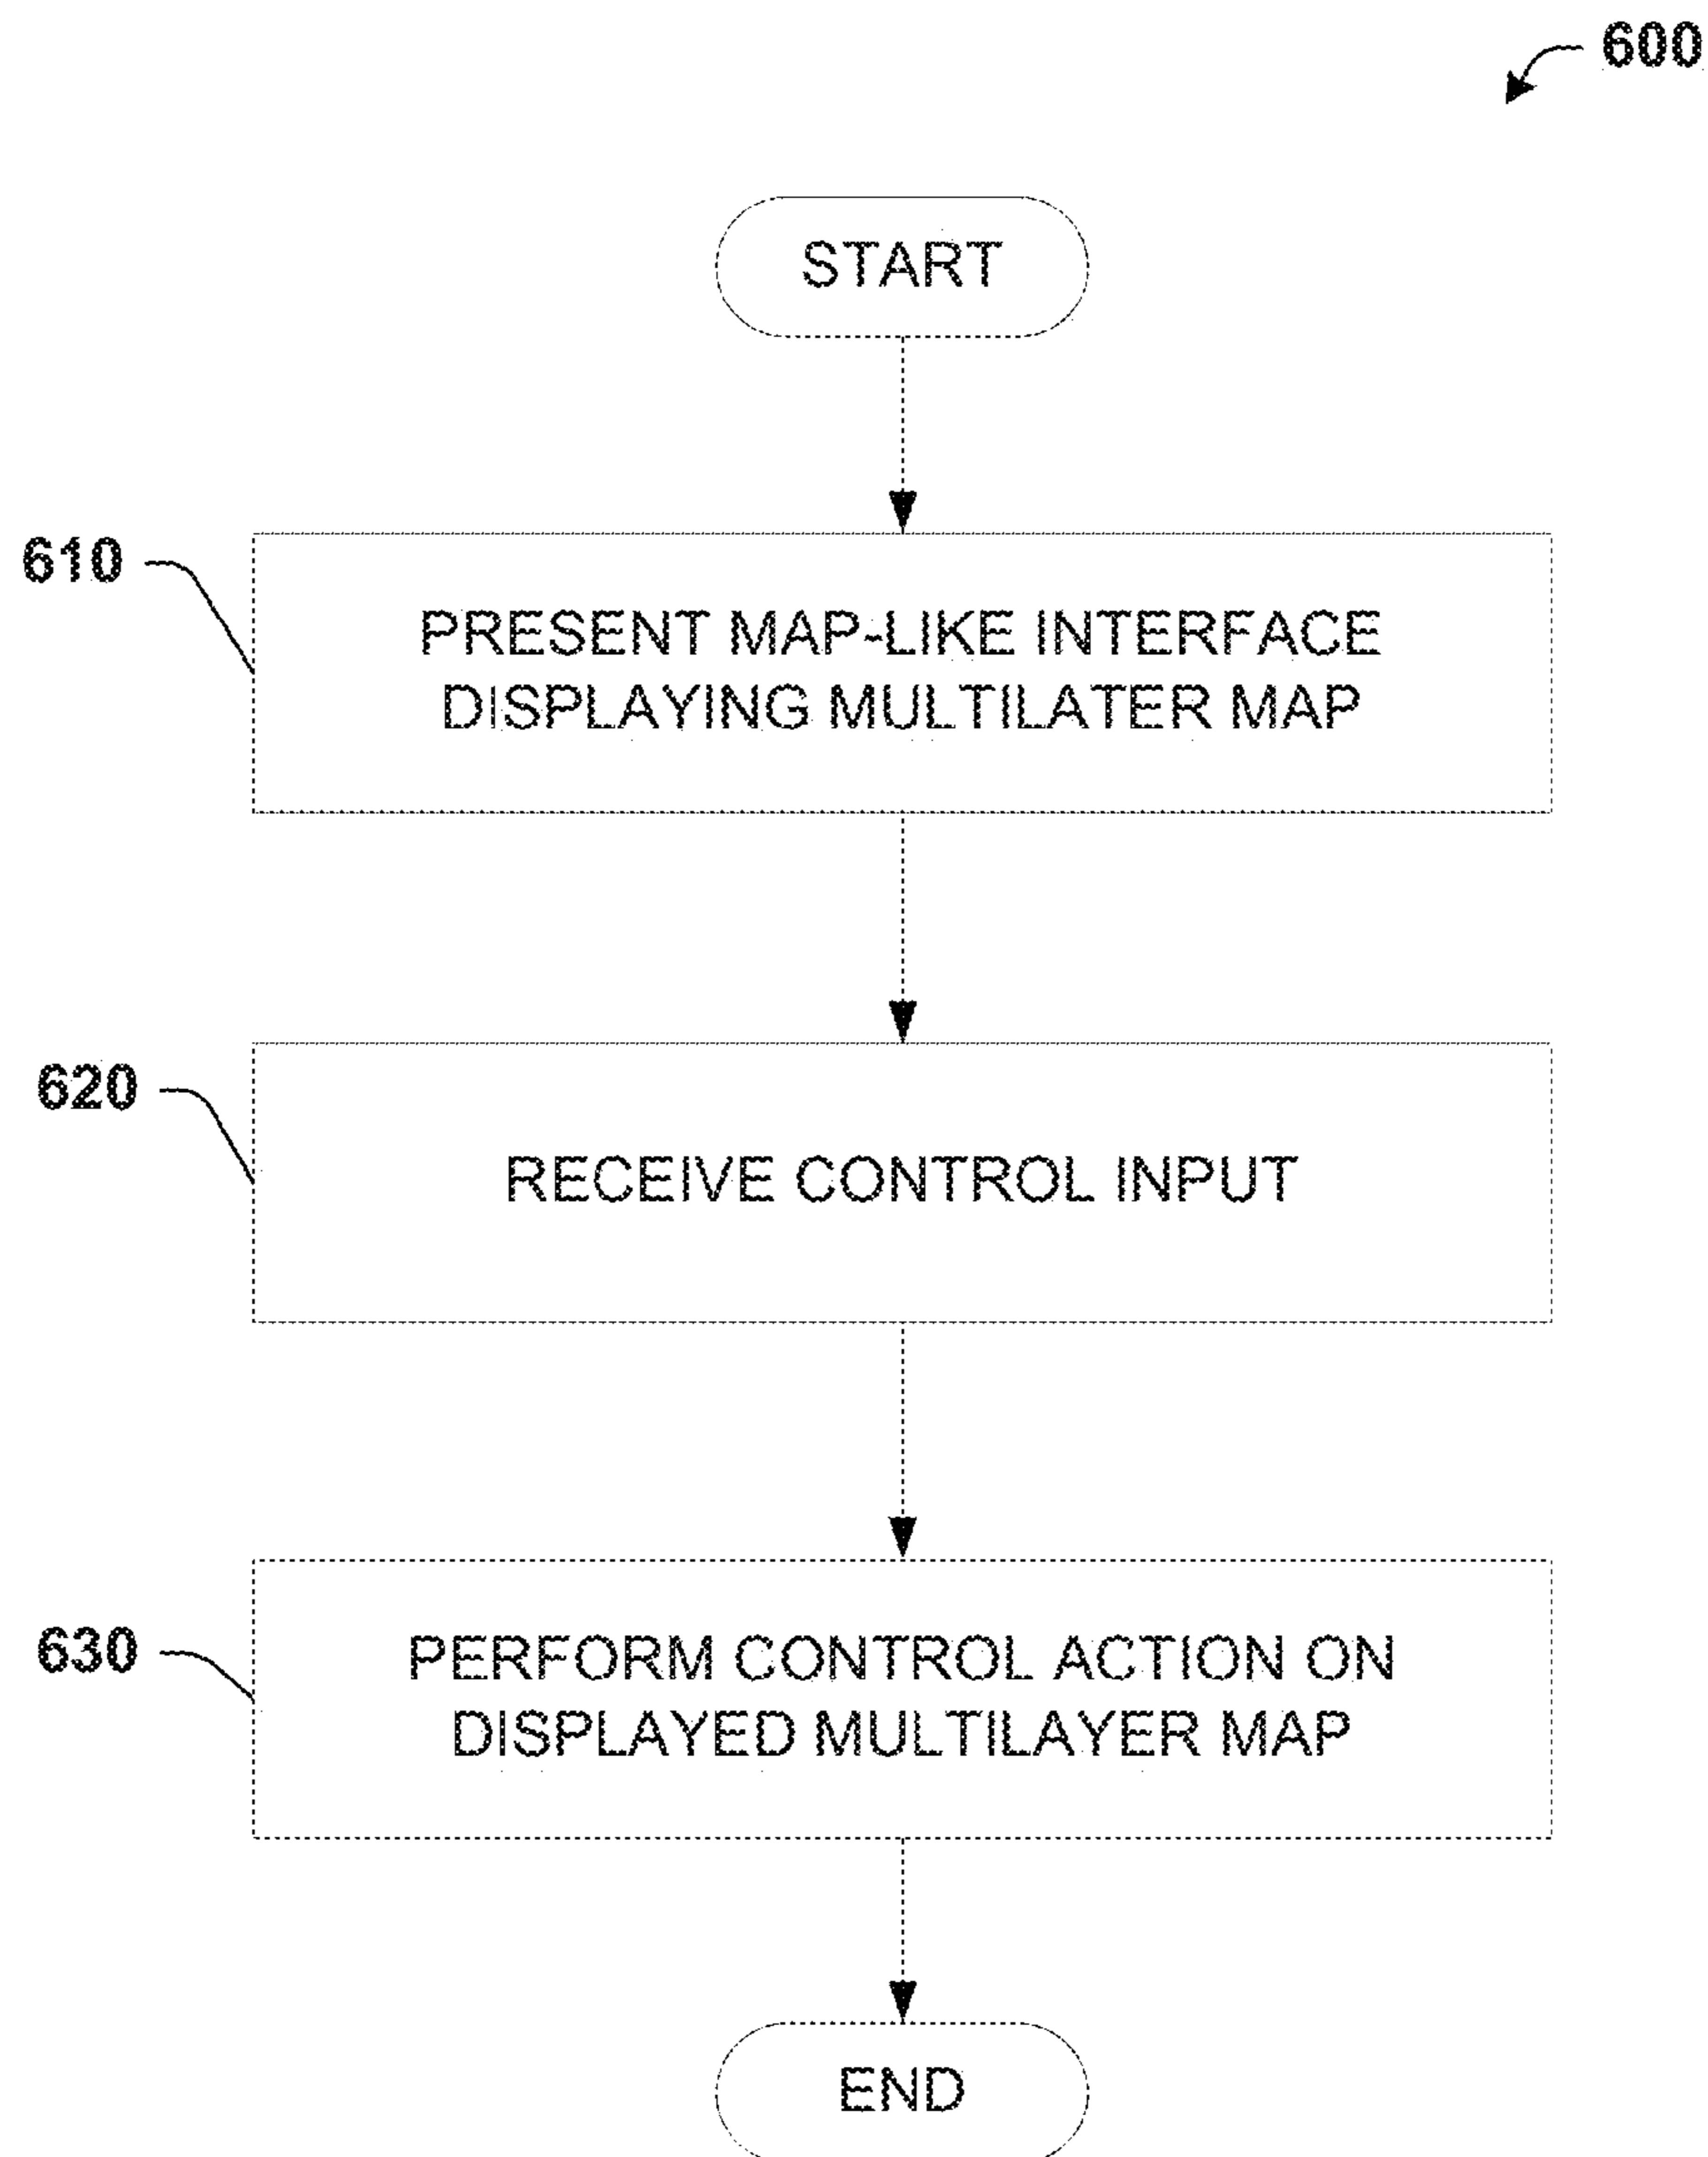 600
START
610
PRESENT MAP-LIKE INTERFACE
DISPLAYING MULTILATER MAP
620
RECEIVE CONTROL INPUT
630
PERFORM CONTROL ACTION ON
DISPLAYED MULTILAYER MAP
END